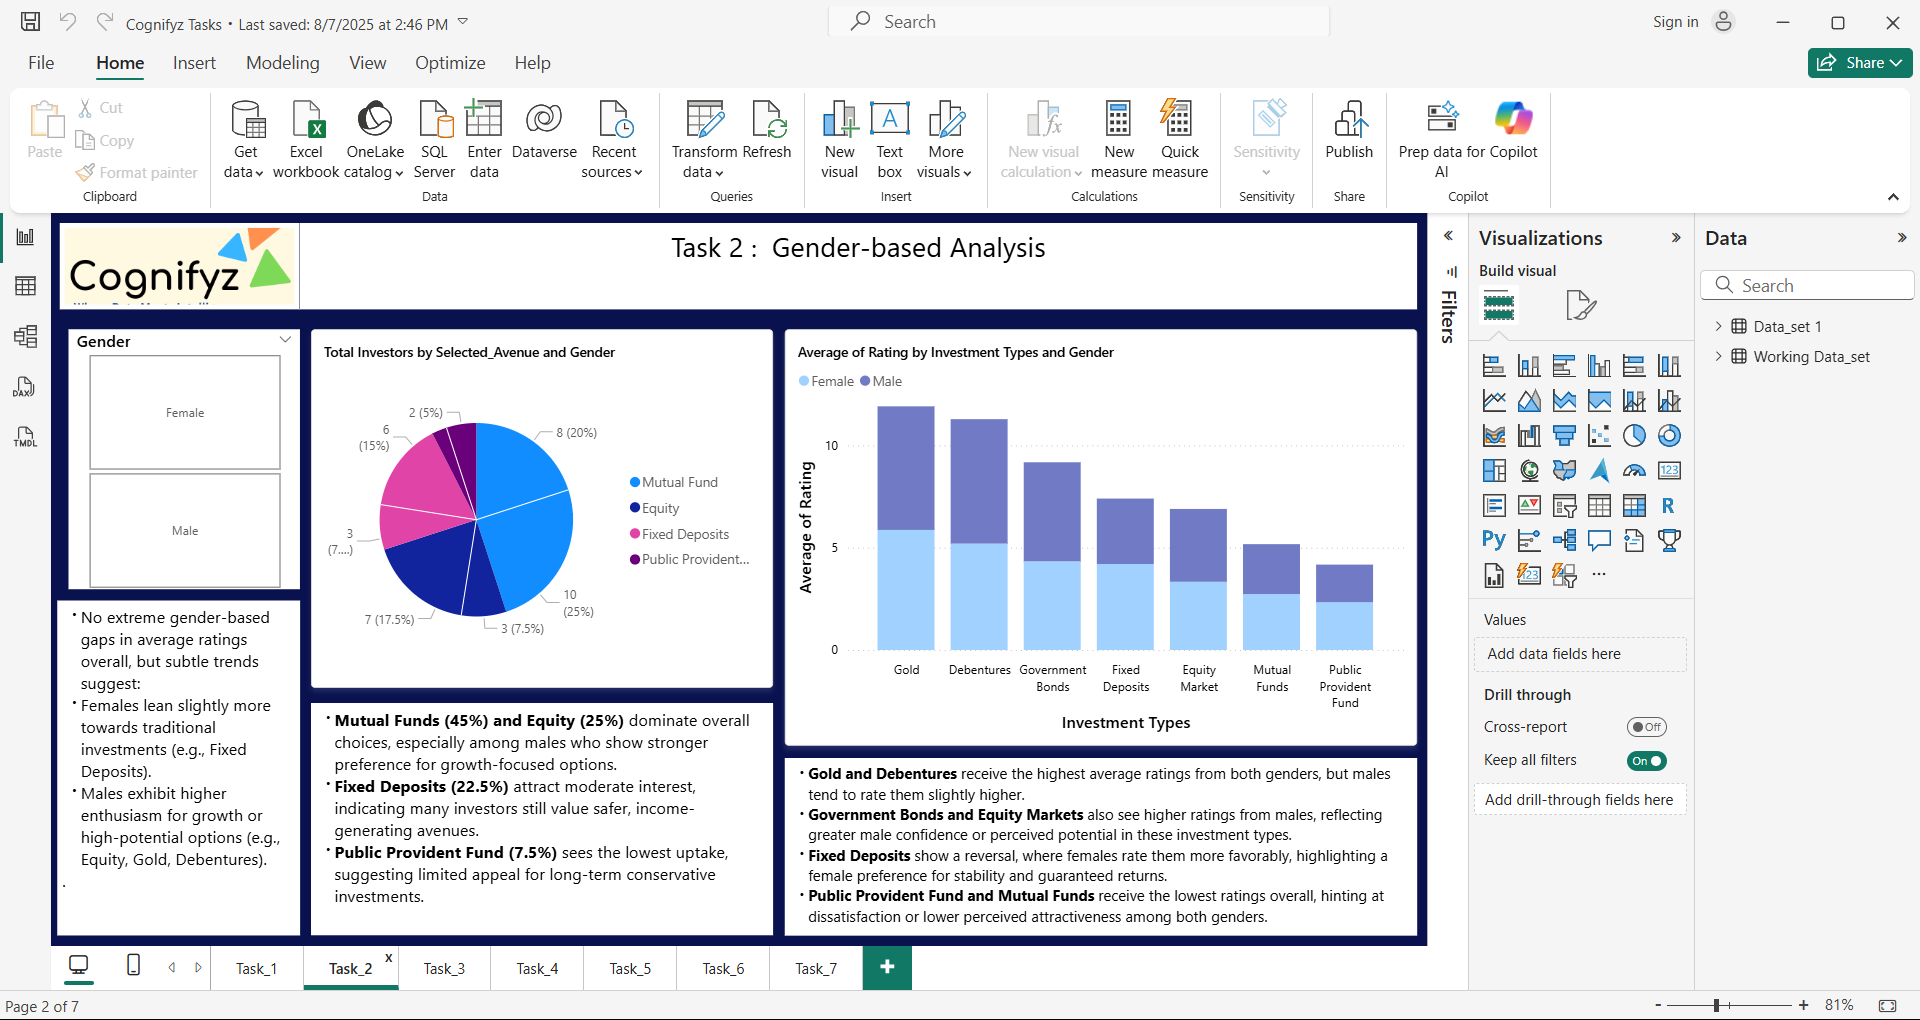 Cognifyz Tasks • Last saved: 8/7/2025 at 2:46 PM
Search
Sign in
File
Home
Insert
Modeling
View
Optimize
Help
Share
Paste
Cut
Copy
Format painter
Clipboard
Get
data
Excel
workbook
OneLake
catalog
SQL
Server
Enter
data
Dataverse
Recent
sources
Data
Transform
data
Refresh
Queries
New
visual
A
Text
box
More
visuals
Insert
New visual
calculation
New
measure
Quick
measure
Calculations
Sensitivity
Sensitivity
Publish
Share
Prep data for
AI
Copilot
Copilot
DAX
TMDL
Cognifyz
Task 2 :  Gender-based Analysis
Gender
Female
Male
• No extreme gender-based
gaps in average ratings
overall, but subtle trends
suggest:
• Females lean slightly more
towards traditional
investments (e.g., Fixed
Deposits).
• Males exhibit higher
enthusiasm for growth or
high-potential options (e.g.,
Equity, Gold, Debentures).
.
Total Investors by Selected_Avenue and Gender
2 (5%)
6
(15%)
8 (20%)
3
(7....)
7 (17.5%)
3 (7.5%)
10
(25%)
Mutual Fund
Equity
Fixed Deposits
Public Provident...
• Mutual Funds (45%) and Equity (25%) dominate overall
choices, especially among males who show stronger
preference for growth-focused options.
• Fixed Deposits (22.5%) attract moderate interest,
indicating many investors still value safer, income-
generating avenues.
• Public Provident Fund (7.5%) sees the lowest uptake,
suggesting limited appeal for long-term conservative
investments.
Average of Rating by Investment Types and Gender
Female Male
Average of Rating
10
5
0
Gold
Debentures
Government
Bonds
Fixed
Deposits
Equity
Market
Mutual
Funds
Public
Provident
Fund
Investment Types
• Gold and Debentures receive the highest average ratings from both genders, but males
tend to rate them slightly higher.
• Government Bonds and Equity Markets also see higher ratings from males, reflecting
greater male confidence or perceived potential in these investment types.
• Fixed Deposits show a reversal, where females rate them more favorably, highlighting a
female preference for stability and guaranteed returns.
• Public Provident Fund and Mutual Funds receive the lowest ratings overall, hinting at
dissatisfaction or lower perceived attractiveness among both genders.
Filters
Visualizations
Build visual
123
R
Py
123
...
Values
Add data fields here
Drill through
Cross-report
Off
Keep all filters
On
Add drill-through fields here
Data
Search
Data_set 1
Working Data_set
Task_1
Task_2
x
Task_3
Task_4
Task_5
Task_6
Task_7
+
Page 2 of 7
-
+
81%